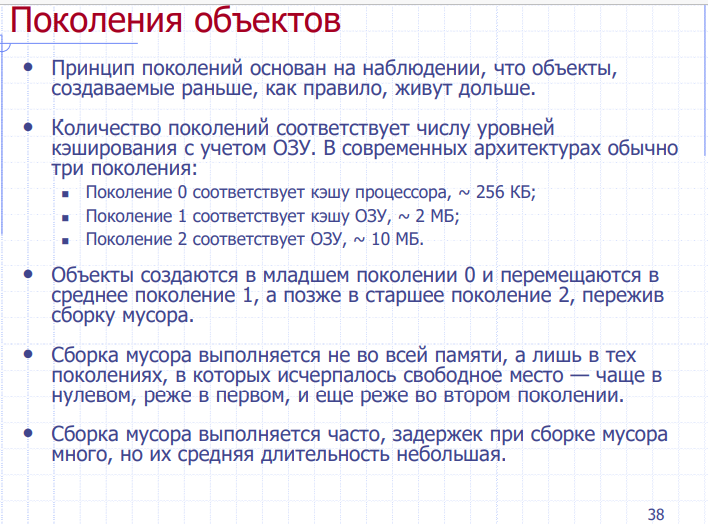 Поколения объектов
• Принцип поколений основан на наблюдении, что объекты,
создаваемые раньше, как правило, живут дольше.
• Количество поколений соответствует числу уровней
кэширования с учетом ОЗУ. В современных архитектурах обычно
три поколения:
▪ Поколение 0 соответствует кэшу процессора, ~ 256 КБ;
▪ Поколение 1 соответствует кэшу ОЗУ, ~ 2 МБ;
▪ Поколение 2 соответствует ОЗУ, ~ 10 МБ.
• Объекты создаются в младшем поколении 0 и перемещаются в
среднее поколение 1, а позже в старшее поколение 2, пережив
сборку мусора.
• Сборка мусора выполняется не во всей памяти, а лишь в тех
поколениях, в которых исчерпалось свободное место — чаще в
нулевом, реже в первом, и еще реже во втором поколении.
• Сборка мусора выполняется часто, задержек при сборке мусора
много, но их средняя длительность небольшая.
38